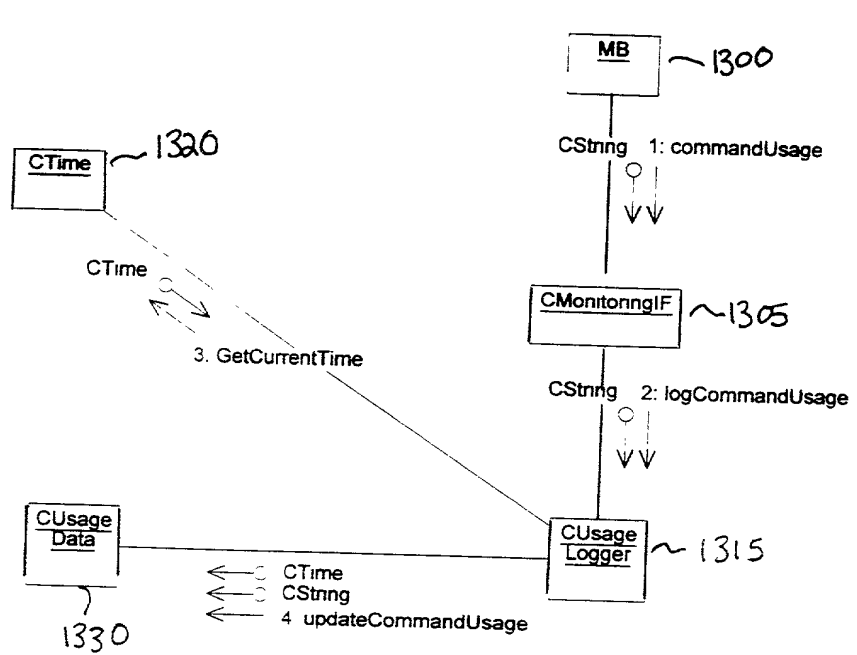 MB
1300
CString 1: commandUsage
CTime
1320
CTime
3. GetCurrentTime
CMonitoringIF
1305
CString 2: logCommandUsage
CUsage
Data
1330
CUsage
Logger
1315
CTime
CString
4 updateCommandUsage